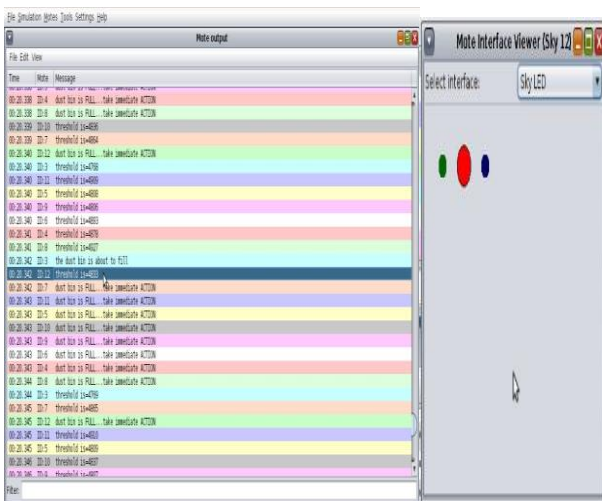 File Simulation Motes Tools Settings Help
Mote output
File Edit View
Time Mote Message
00:20.338 ID:4 dust bin is FULL...take immediate ACTION
00:20.338 ID:8 dust bin is FULL...take immediate ACTION
00:20.339 ID:10 threshold is=4836
00:20.339 ID:7 threshold is=4864
00:20.340 ID:12 dust bin is FULL...take immediate ACTION
00:20.340 ID:3 threshold is=4768
00:20.340 ID:11 threshold is=4909
00:20.340 ID:5 threshold is=4808
00:20.340 ID:9 threshold is=4806
00:20.340 ID:6 threshold is=4883
00:20.341 ID:4 threshold is=4878
00:20.341 ID:8 threshold is=4927
00:20.342 ID:3 the dust bin is about to fill
00:20.342 ID:12 threshold is=4833
00:20.342 ID:7 dust bin is FULL...take immediate ACTION
00:20.343 ID:11 dust bin is FULL...take immediate ACTION
00:20.343 ID:5 dust bin is FULL...take immediate ACTION
00:20.343 ID:10 dust bin is FULL...take immediate ACTION
00:20.343 ID:9 dust bin is FULL...take immediate ACTION
00:20.343 ID:6 dust bin is FULL...take immediate ACTION
00:20.343 ID:4 dust bin is FULL...take immediate ACTION
00:20.344 ID:8 dust bin is FULL...take immediate ACTION
00:20.344 ID:3 threshold is=4769
00:20.345 ID:7 threshold is=4865
00:20.345 ID:12 dust bin is FULL...take immediate ACTION
00:20.345 ID:11 threshold is=4910
00:20.345 ID:5 threshold is=4809
00:20.346 ID:10 threshold is=4837
Filter:
Mote Interface Viewer (Sky 12)
Select interface: Sky LED